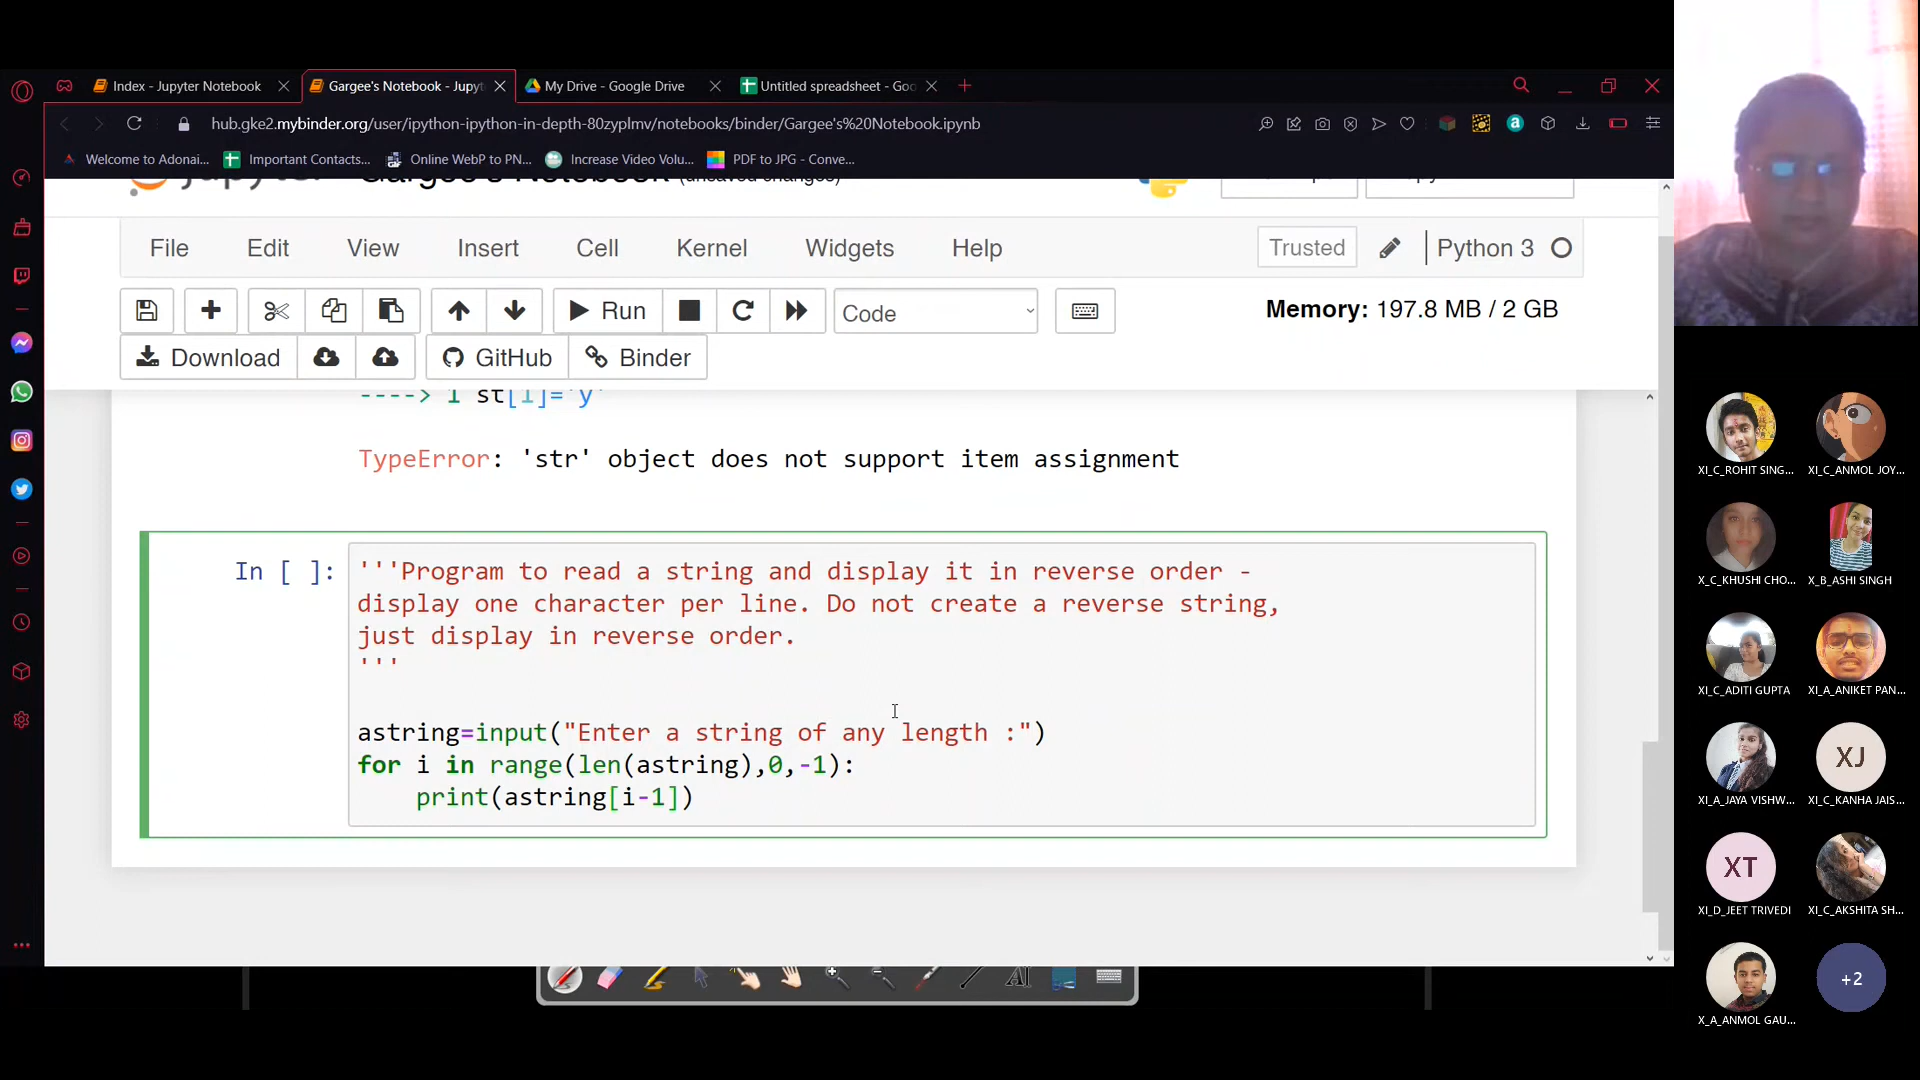 Index - Jupyter Notebook
Gargee's Notebook - Jupyt
My Drive - Google Drive
Untitled spreadsheet - Goo
hub.gke2.mybinder.org/user/ipython-ipython-in-depth-80zyplmv/notebooks/binder/Gargee's%20Notebook.ipynb
Welcome to Adonai...
Important Contacts...
Online WebP to PN...
Increase Video Volu...
PDF to JPG - Conve...
File Edit View Insert Cell Kernel Widgets Help
Trusted
Python 3
Run
Code
Memory: 197.8 MB / 2 GB
Download
GitHub
Binder
----> 1 st[1]='y'
TypeError: 'str' object does not support item assignment
In [ ]:
'''Program to read a string and display it in reverse order -
display one character per line. Do not create a reverse string,
just display in reverse order.
'''
astring=input("Enter a string of any length :")
for i in range(len(astring),0,-1):
    print(astring[i-1])
XI_C_ROHIT SING...
XI_C_ANMOL JOY...
XI_C_KHUSHI CHO...
X_B_ASHI SINGH
XI_C_ADITI GUPTA
XI_A_ANIKET PAN...
XJ
XI_A_JAYA VISHW...
XI_C_KANHA JAIS...
XT
XI_D_JEET TRIVEDI
XI_C_AKSHITA SH...
+2
X_A_ANMOL GAU...